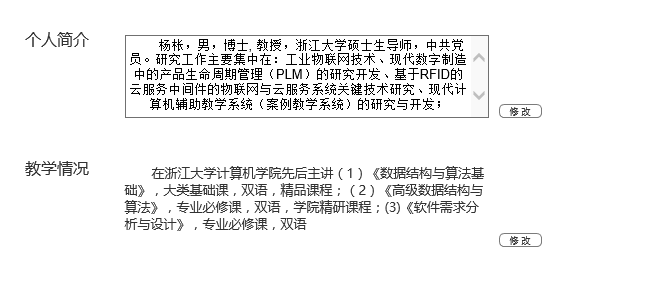 个人简介
杨枨，男，博士, 教授，浙江大学硕士生导师，中共党
员。研究工作主要集中在：工业物联网技术、现代数字制造
中的产品生命周期管理（PLM）的研究开发、基于RFID的
云服务中间件的物联网与云服务系统关键技术研究、现代计
算机辅助教学系统（案例教学系统）的研究与开发；
修 改
教学情况
在浙江大学计算机学院先后主讲（1）《数据结构与算法基
础》，大类基础课，双语，精品课程；（2）《高级数据结构与
算法》，专业必修课，双语，学院精研课程；(3)《软件需求分
析与设计》，专业必修课，双语
修 改